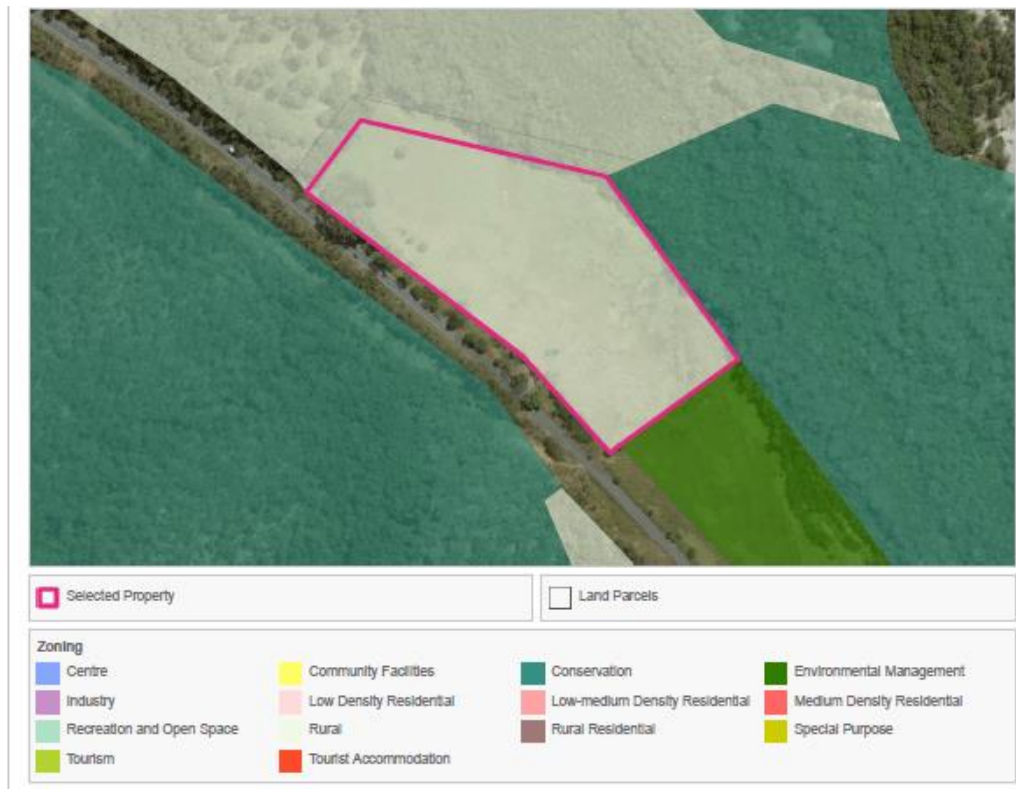 Selected Property
Land Parcels
Zoning
Centre
Community Facilities
Conservation
Environmental Management
Industry
Low Density Residential
Low-medium Density Residential
Medium Density Residential
Recreation and Open Space
Rural
Rural Residential
Special Purpose
Tourism
Tourist Accommodation